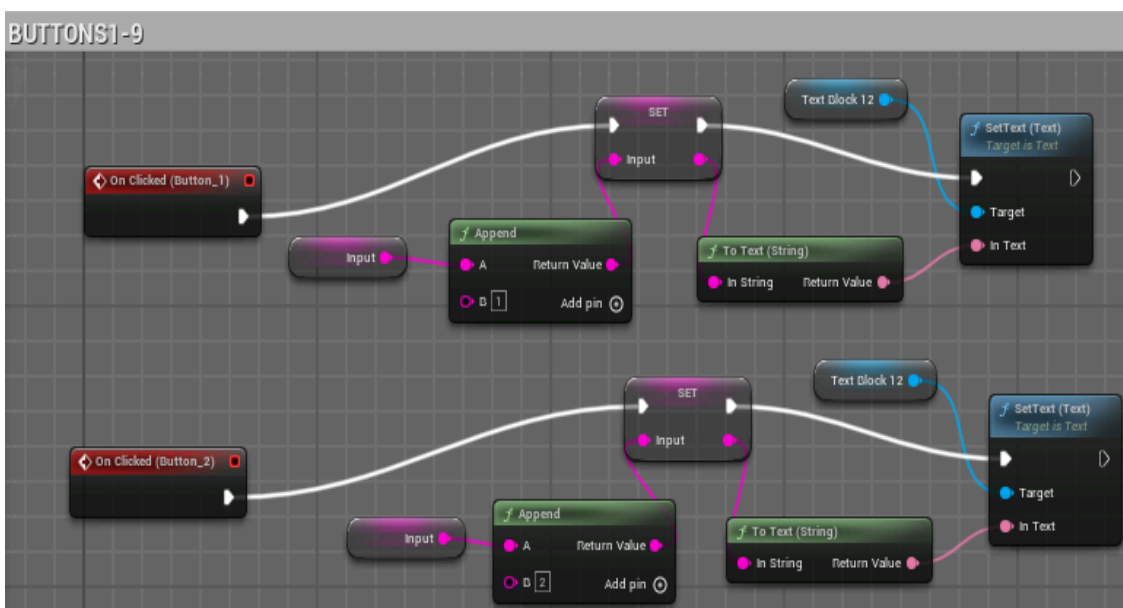 BUTTONS1-9
Text Block 12
SET
Input
f SetText (Text)
Target is Text
Target
In Text
On Clicked (Button_1)
Input
f Append
A Return Value
B 1 Add pin
f To Text (String)
In String Return Value
Text Block 12
SET
Input
f SetText (Text)
Target is Text
Target
In Text
On Clicked (Button_2)
Input
f Append
A Return Value
B 2 Add pin
f To Text (String)
In String Return Value